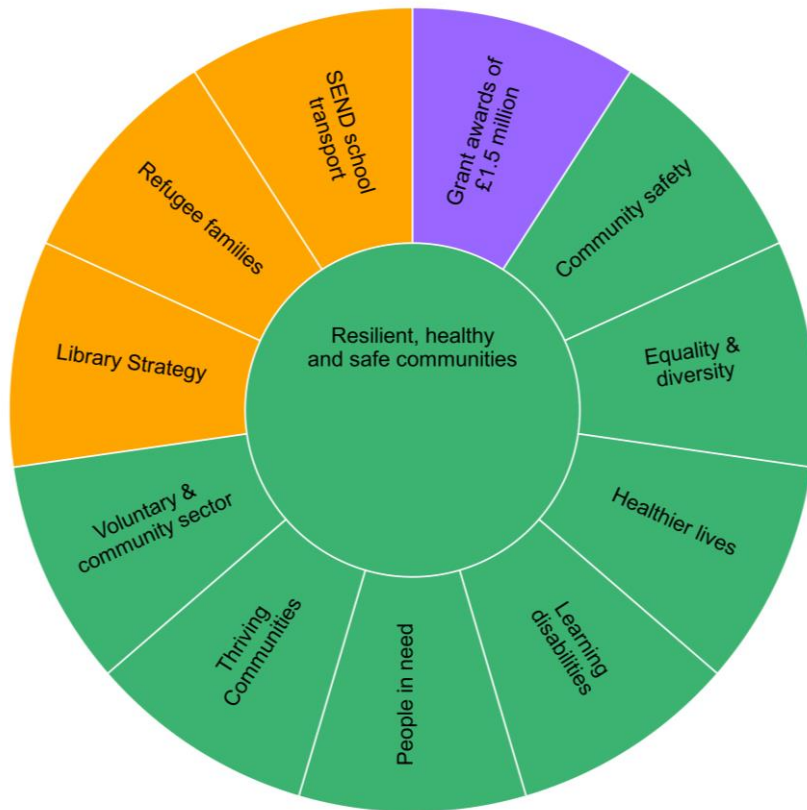 Resilient, healthy
and safe communities
Grant awards of
£1.5 million
Community safety
Equality &
diversity
Healthier lives
Learning
disabilities
People in need
Thriving
Communities
Voluntary &
community sector
Library Strategy
Refugee families
SEND school
transport